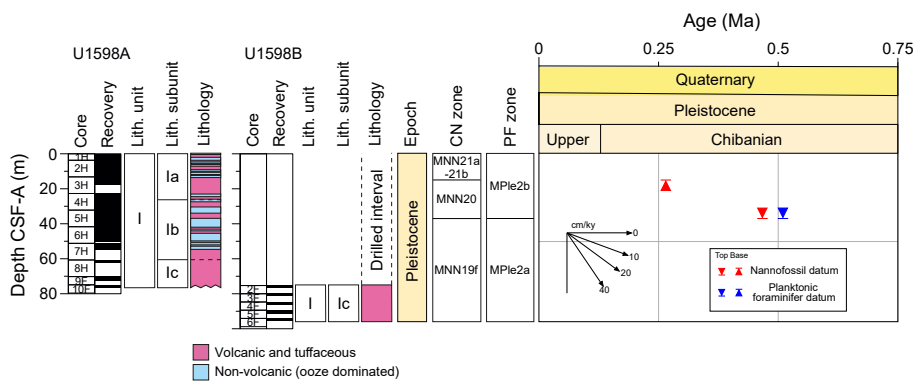 Age (Ma)
0 0.25 0.5 0.75
U1598A
U1598B
Quaternary
Pleistocene
Upper
Chibanian
Core
Recovery
Lith. unit
Lith. subunit
Lithology
Core
Recovery
Lith. unit
Lith. subunit
Lithology
Epoch
CN zone
PF zone
Depth CSF-A (m)
0
20
40
60
80
1H
2H
3H
4H
5H
6H
7H
8H
9F
10F
I
Ia
Ib
Ic
2F
3F
4F
5F
6F
I
Ic
Drilled interval
Pleistocene
MNN21a
-21b
MNN20
MNN19f
MPle2b
MPle2a
cm/ky
0
10
20
40
Top Base
Nannofossil datum
Planktonic
foraminifer datum
Volcanic and tuffaceous
Non-volcanic (ooze dominated)